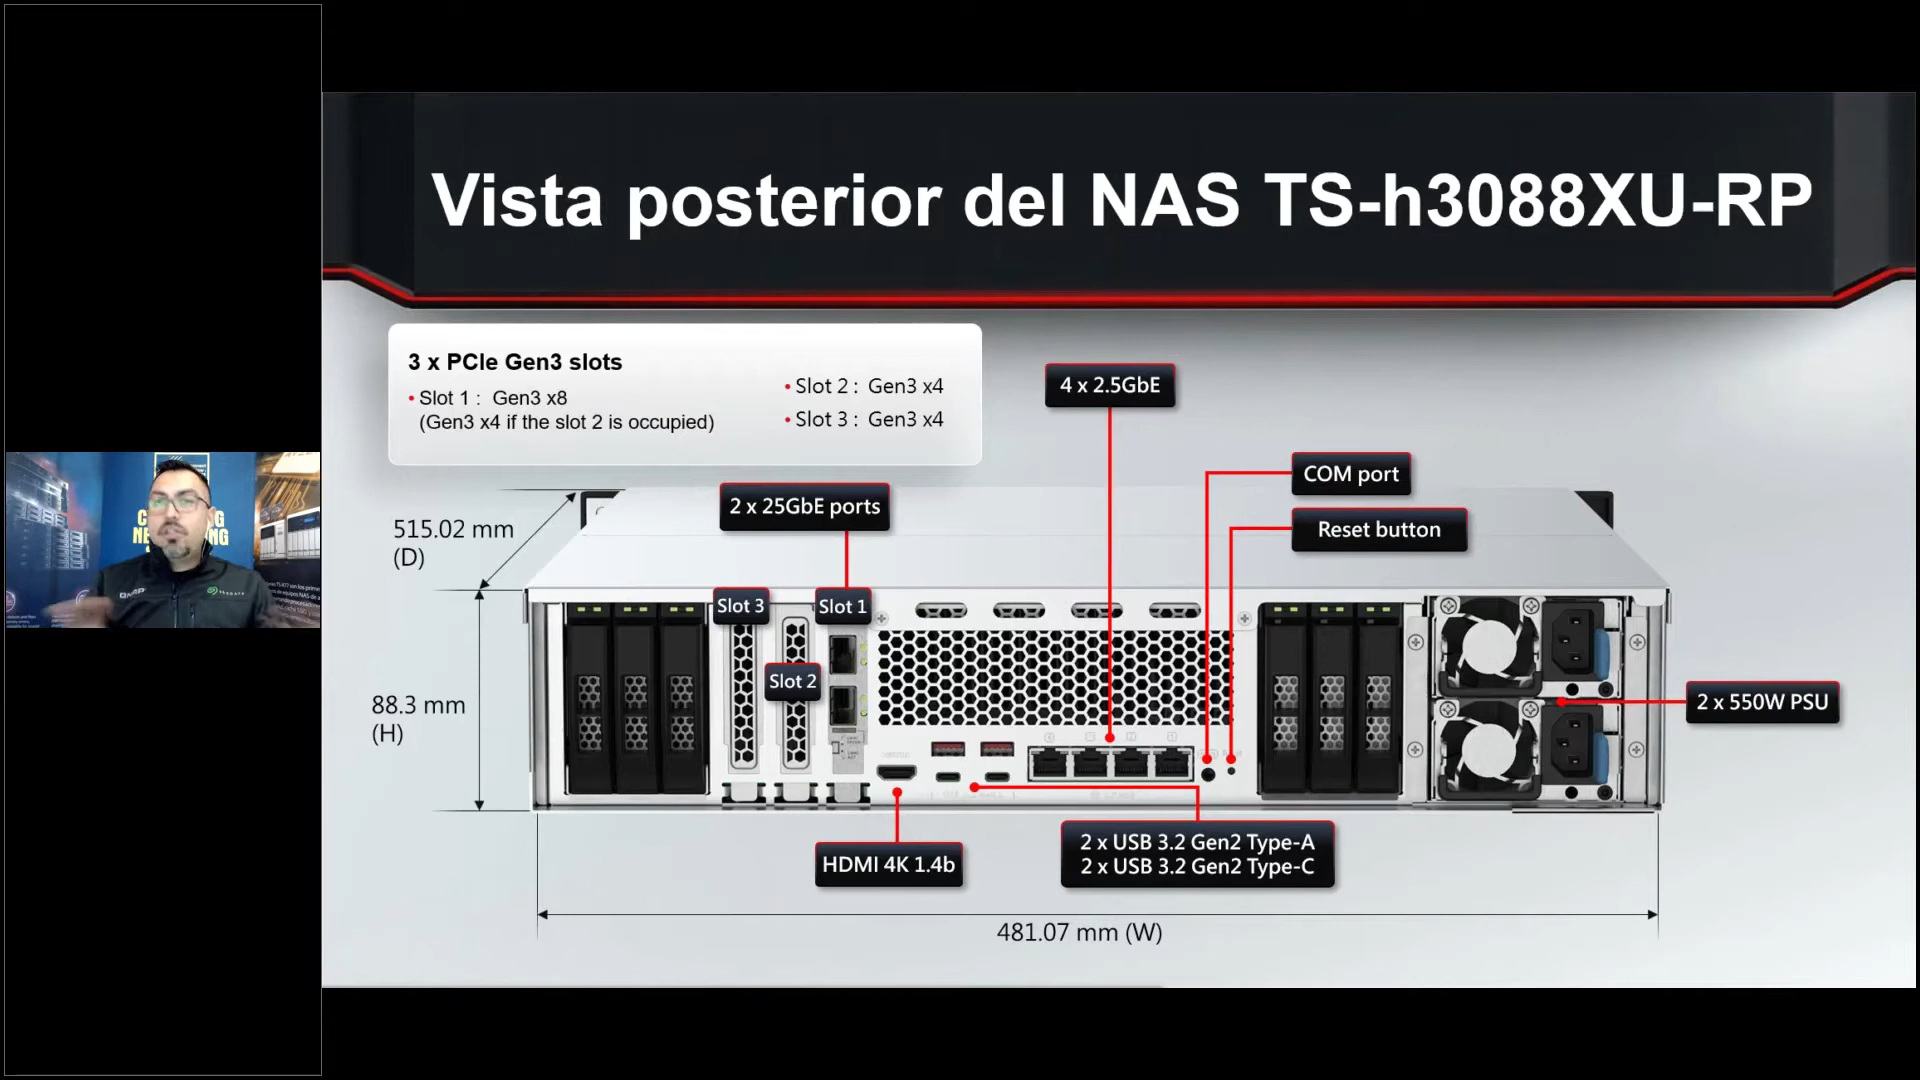 Vista posterior del NAS TS-h3088XU-RP
3 x PCIe Gen3 slots
• Slot 1 : Gen3 x8
(Gen3 x4 if the slot 2 is occupied)
• Slot 2 : Gen3 x4
• Slot 3 : Gen3 x4
4 x 2.5GbE
COM port
2 x 25GbE ports
Reset button
515.02 mm
(D)
Slot 3
Slot 1
Slot 2
88.3 mm
(H)
2 x 550W PSU
HDMI 4K 1.4b
2 x USB 3.2 Gen2 Type-A
2 x USB 3.2 Gen2 Type-C
481.07 mm (W)